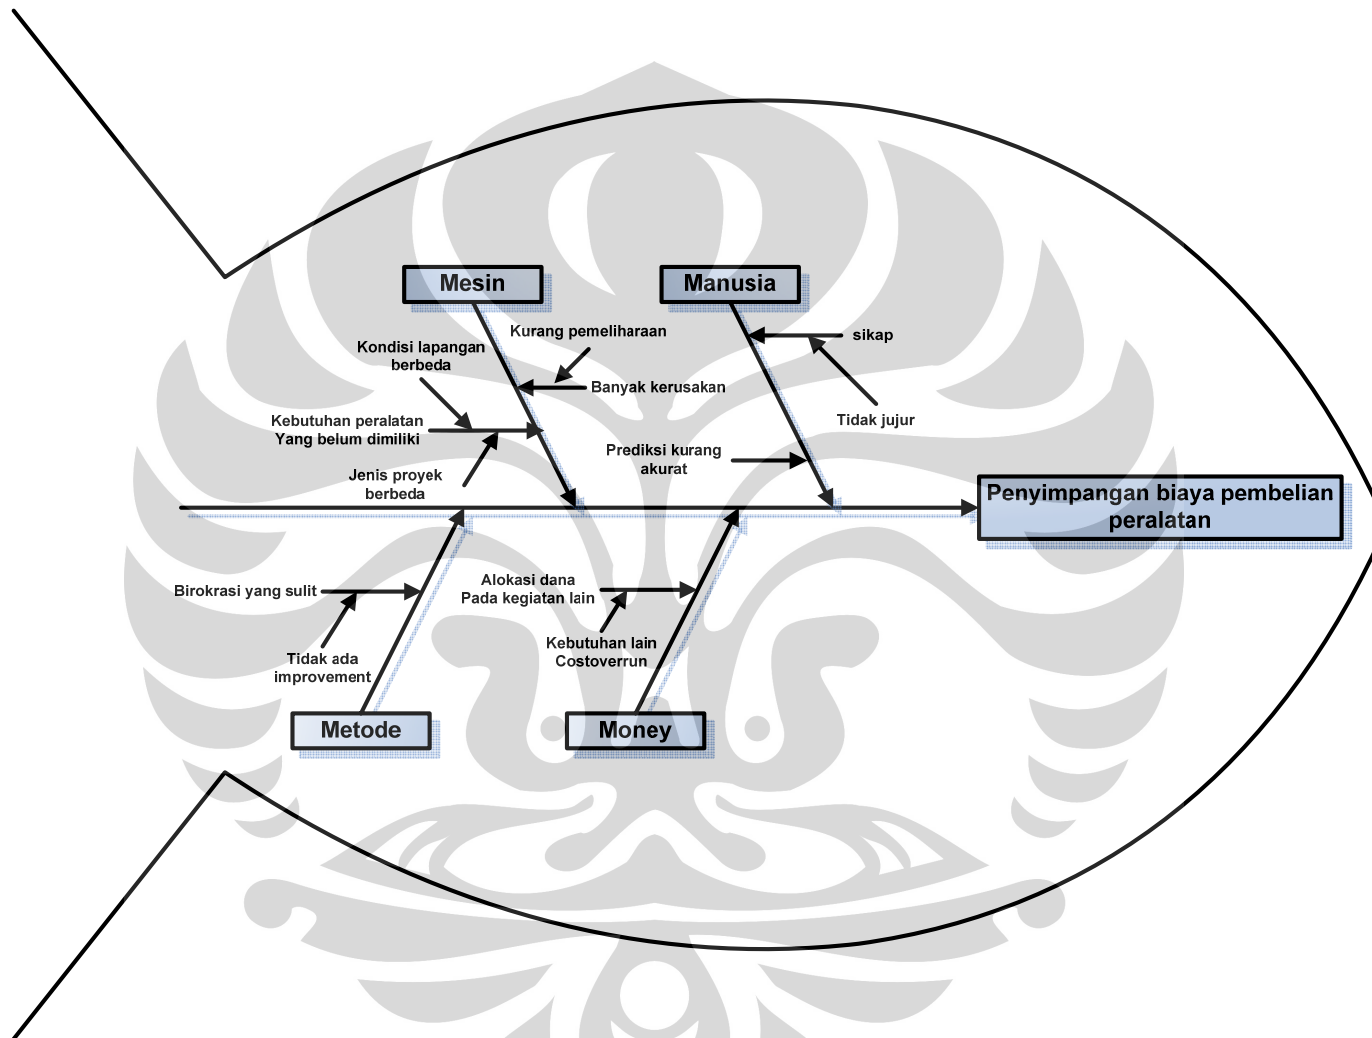 Mesin
Manusia
Kurang pemeliharaan
sikap
Kondisi lapangan
berbeda
Banyak kerusakan
Kebutuhan peralatan
Yang belum dimiliki
Tidak jujur
Prediksi kurang
akurat
Jenis proyek
berbeda
Penyimpangan biaya pembelian
peralatan
Birokrasi yang sulit
Alokasi dana
Pada kegiatan lain
Tidak ada
improvement
Kebutuhan lain
Costoverrun
Metode
Money